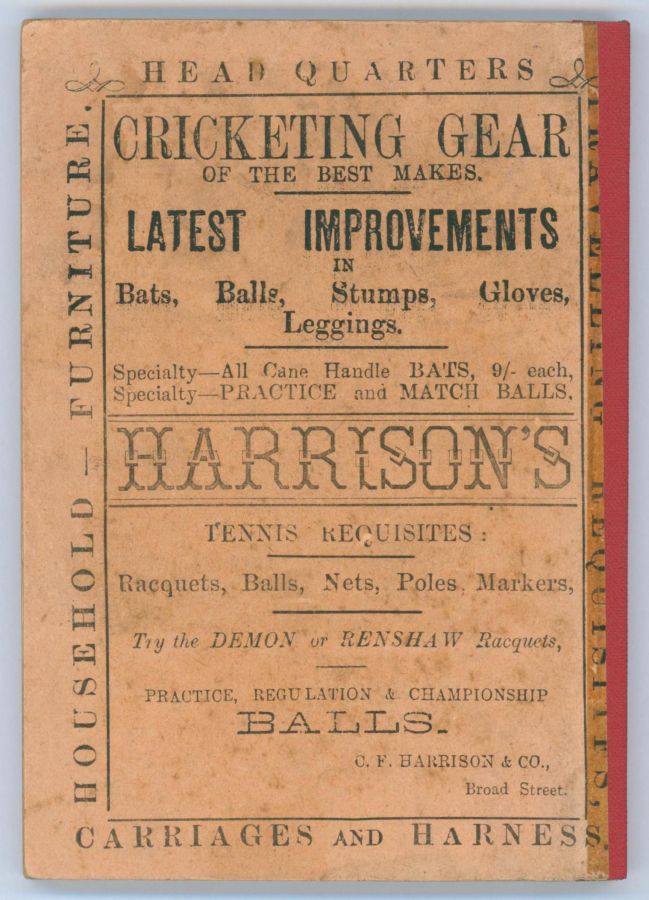 HEAD QUARTERS
CRICKETING GEAR
OF THE BEST MAKES.
LATEST IMPROVEMENTS
IN
Bats, Balls, Stumps, Gloves,
Leggings.
Specialty—All Cane Handle BATS, 9/- each,
Specialty—PRACTICE and MATCH BALLS.
HARRISON'S
TENNIS REQUISITES:
Racquets, Balls, Nets, Poles, Markers,
Try the DEMON or RENSHAW Racquets,
PRACTICE, REGULATION & CHAMPIONSHIP
BALLS.
C. F. HARRISON & CO.,
Broad Street.
HOUSEHOLD — FURNITURE.
TRAVELLING REQUISITES,
CARRIAGES AND HARNESS.